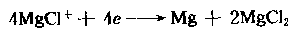 4MgCl⁺ + 4e ⟶ Mg + 2MgCl₂